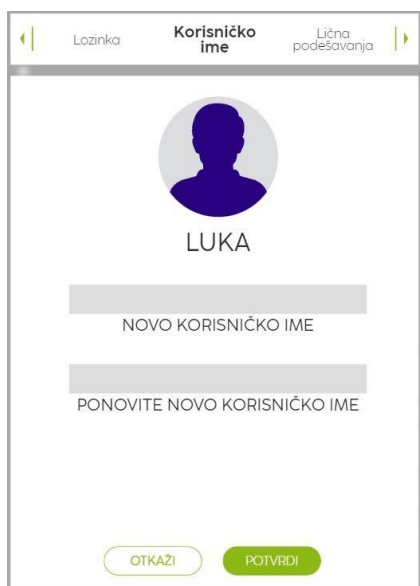 Lozinka
Korisničko
ime
Lična
podešavanja
LUKA
NOVO KORISNIČKO IME
PONOVITE NOVO KORISNIČKO IME
OTKAŽI
POTVRDI